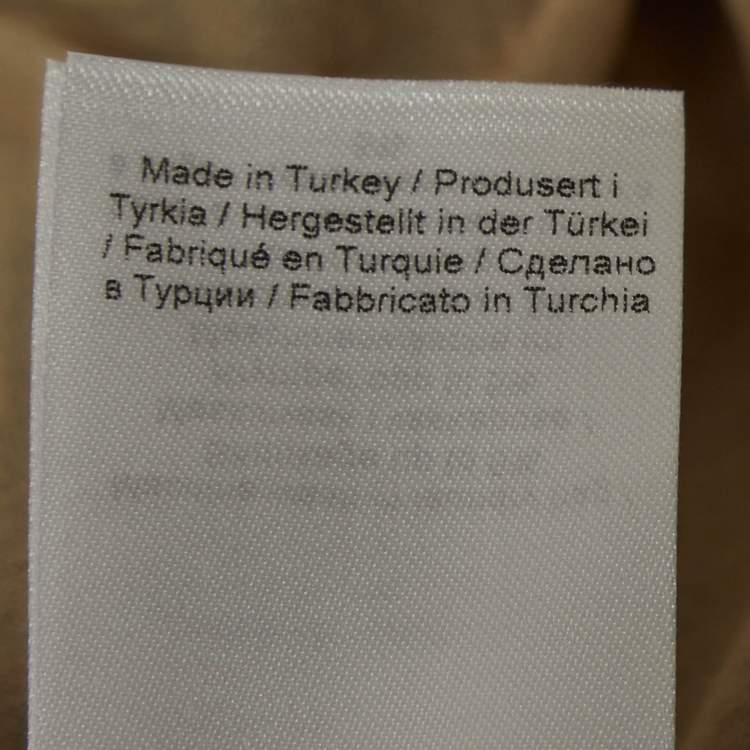 Made in Turkey / Produsert i
Tyrkia / Hergestellt in der Türkei
/ Fabriqué en Turquie / Сделано
в Турции / Fabbricato in Turchia